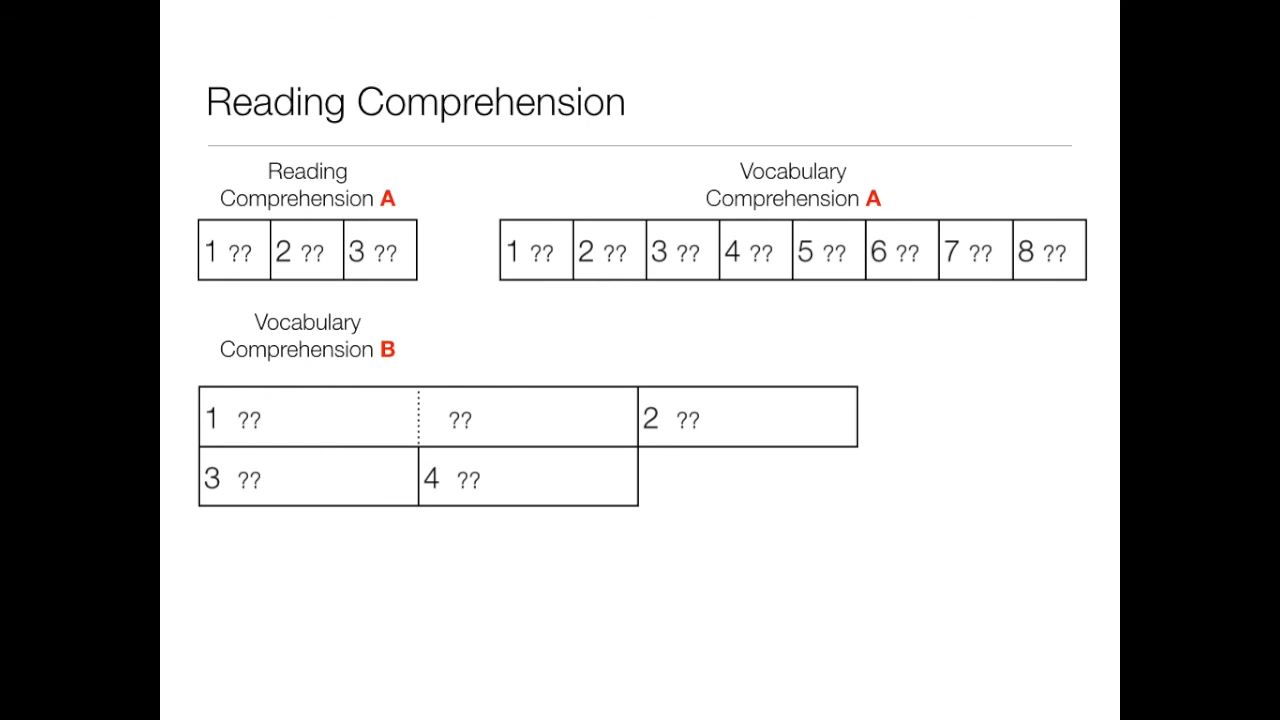 Reading Comprehension
Reading
Comprehension A
1 ?? 2 ?? 3 ??
Vocabulary
Comprehension A
1 ?? 2 ?? 3 ?? 4 ?? 5 ?? 6 ?? 7 ?? 8 ??
Vocabulary
Comprehension B
1 ?? ?? 2 ??
3 ?? 4 ??